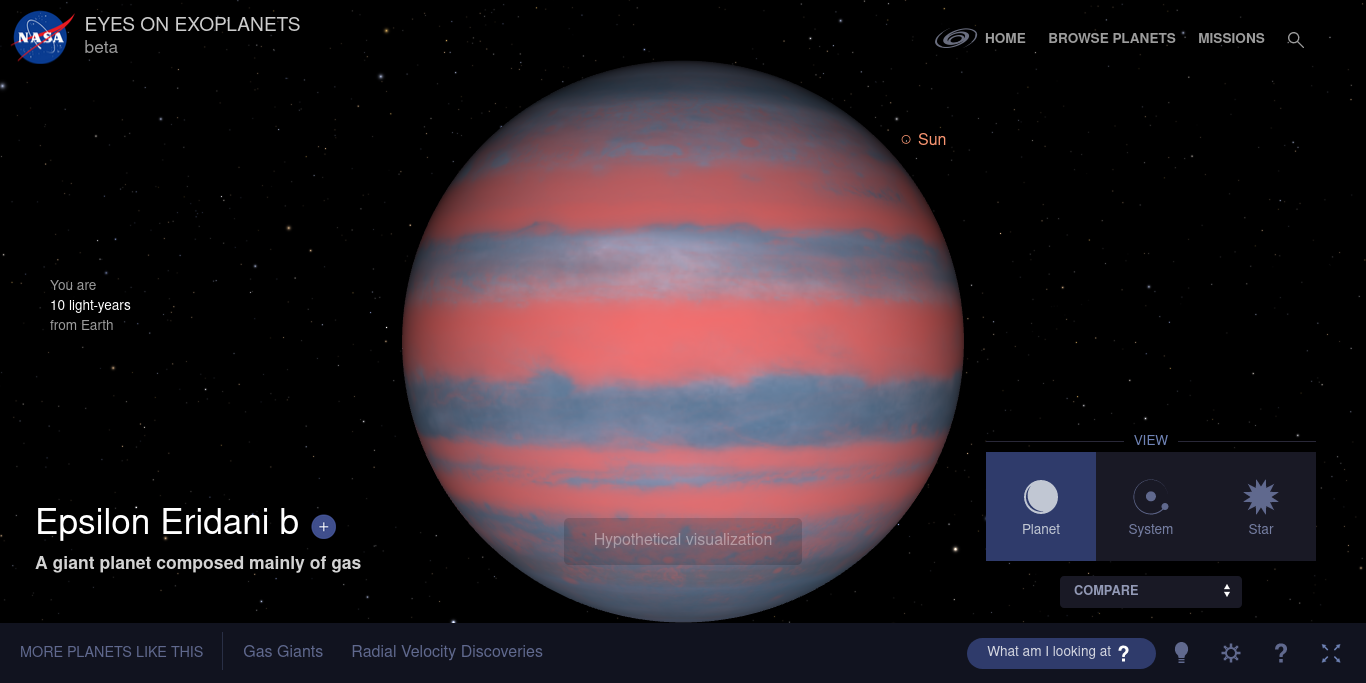 NASA
EYES ON EXOPLANETS
beta
HOME
BROWSE PLANETS
MISSIONS
Sun
You are
10 light-years
from Earth
Epsilon Eridani b +
A giant planet composed mainly of gas
Hypothetical visualization
VIEW
Planet
System
Star
COMPARE
MORE PLANETS LIKE THIS
Gas Giants
Radial Velocity Discoveries
What am I looking at ?
?